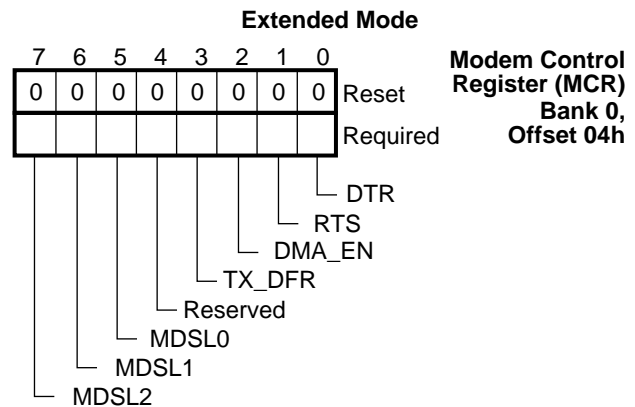 Extended Mode
7 6 5 4 3 2 1 0
0 0 0 0 0 0 0 0 Reset
Required
Modem Control
Register (MCR)
Bank 0,
Offset 04h
DTR
RTS
DMA_EN
TX_DFR
Reserved
MDSL0
MDSL1
MDSL2